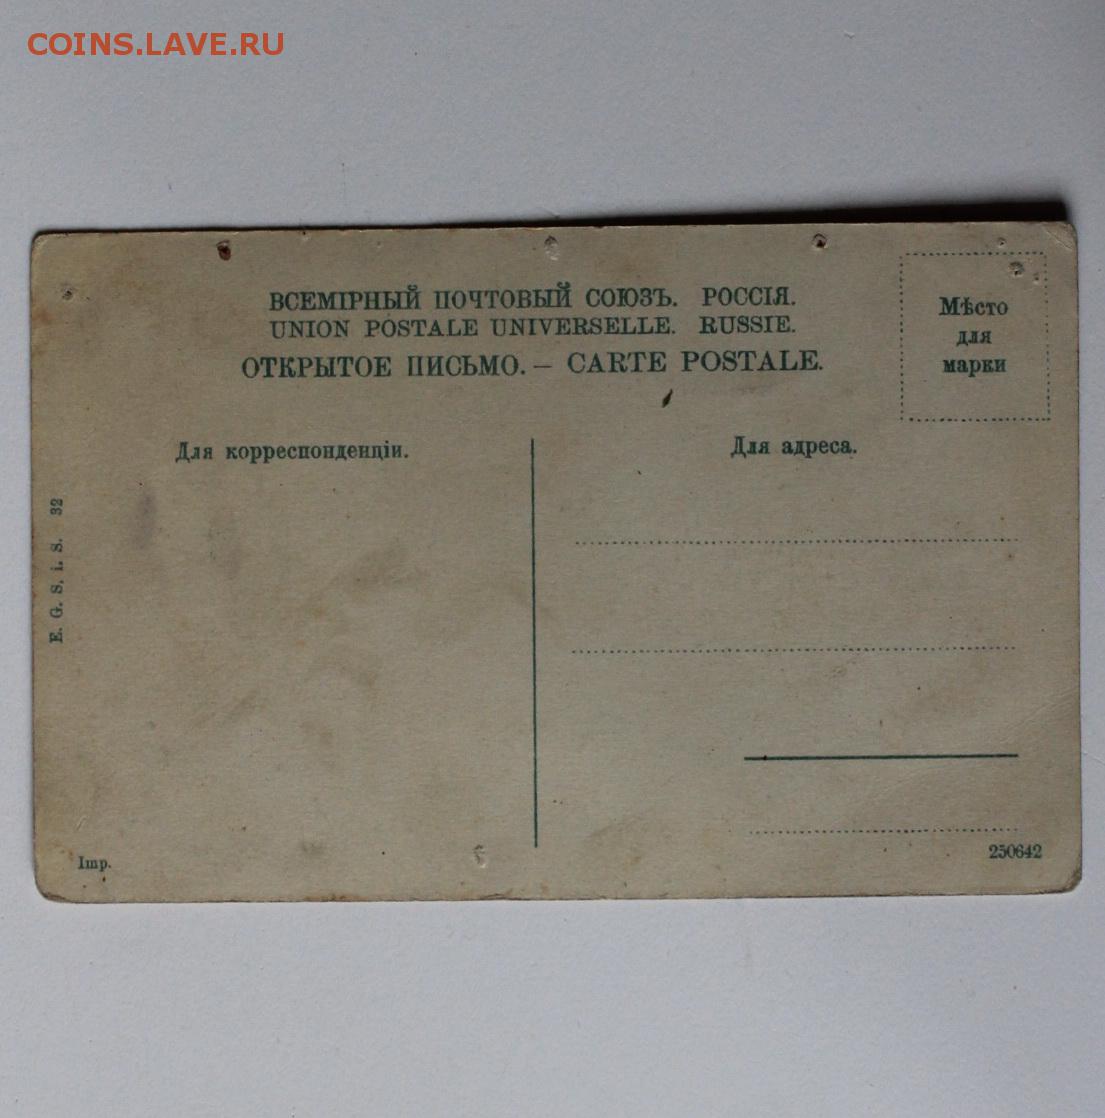 COINS.LAVE.RU
ВСЕМІРНЫЙ ПОЧТОВЫЙ СОЮЗЪ. РОССІЯ.
UNION POSTALE UNIVERSELLE. RUSSIE.
ОТКРЫТОЕ ПИСЬМО. — CARTE POSTALE.
Мѣсто
для
марки
Для корреспонденціи.
Для адреса.
E. G. S. i. S. 32
Imp.
250642